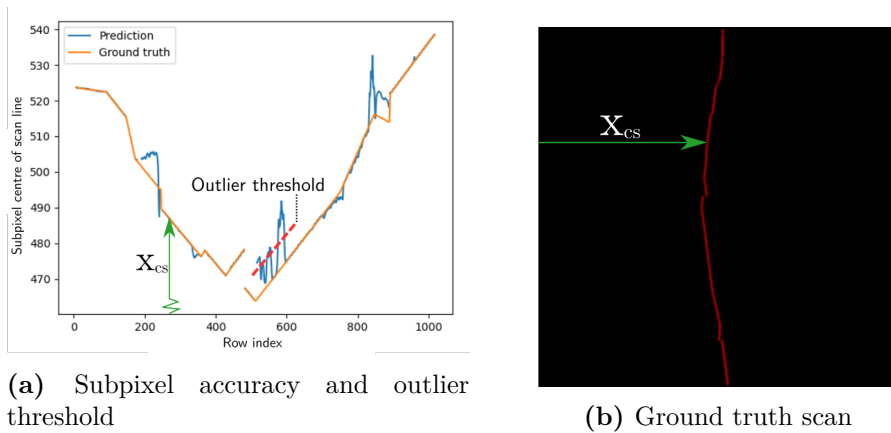 Prediction
Ground truth
540
530
520
510
500
490
480
470
Subpixel centre of scan line
Outlier threshold
Xcs
0 200 400 600 800 1000
Row index
(a) Subpixel accuracy and outlier
threshold
Xcs
(b) Ground truth scan